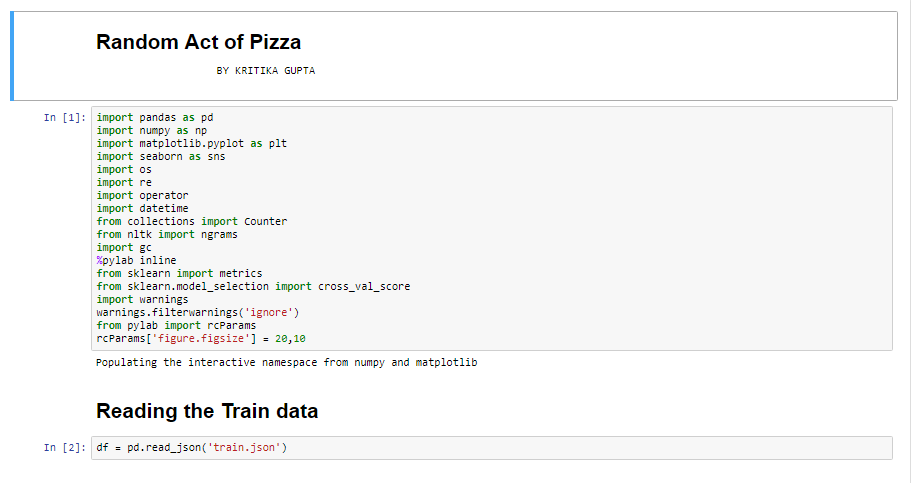 Random Act of Pizza
BY KRITIKA GUPTA
In [1]:
import pandas as pd
import numpy as np
import matplotlib.pyplot as plt
import seaborn as sns
import os
import re
import operator
import datetime
from collections import Counter
from nltk import ngrams
import gc
%pylab inline
from sklearn import metrics
from sklearn.model_selection import cross_val_score
import warnings
warnings.filterwarnings('ignore')
from pylab import rcParams
rcParams['figure.figsize'] = 20,10
Populating the interactive namespace from numpy and matplotlib
Reading the Train data
In [2]:
df = pd.read_json('train.json')